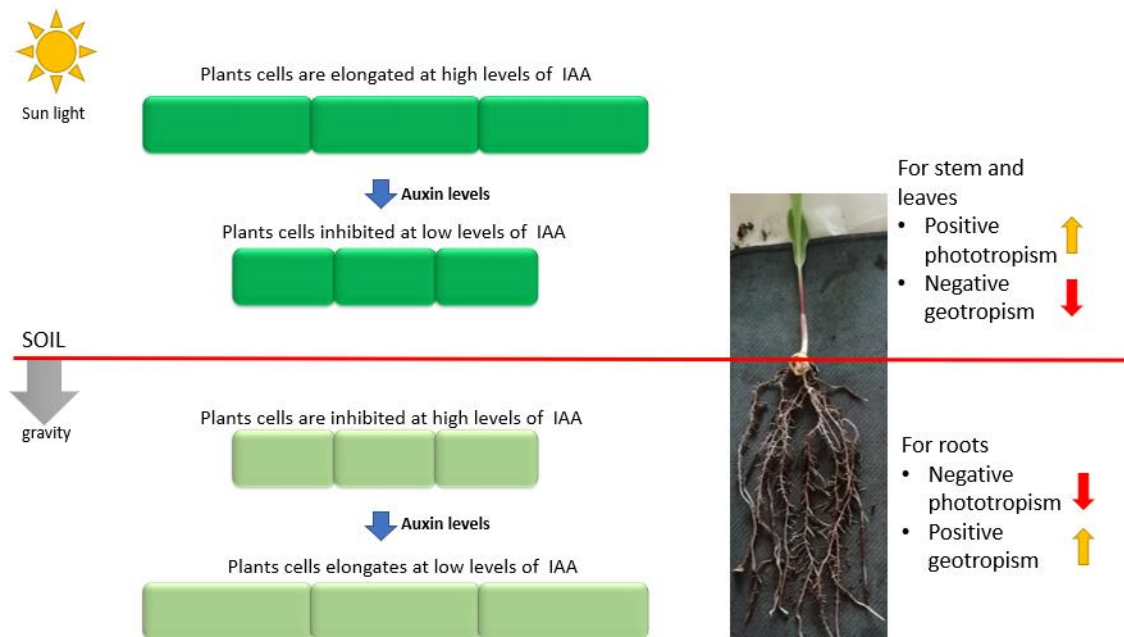 Sun light
Plants cells are elongated at high levels of IAA
Auxin levels
Plants cells inhibited at low levels of IAA
For stem and
leaves
• Positive
phototropism
• Negative
geotropism
SOIL
gravity
Plants cells are inhibited at high levels of IAA
Auxin levels
Plants cells elongates at low levels of IAA
For roots
• Negative
phototropism
• Positive
geotropism